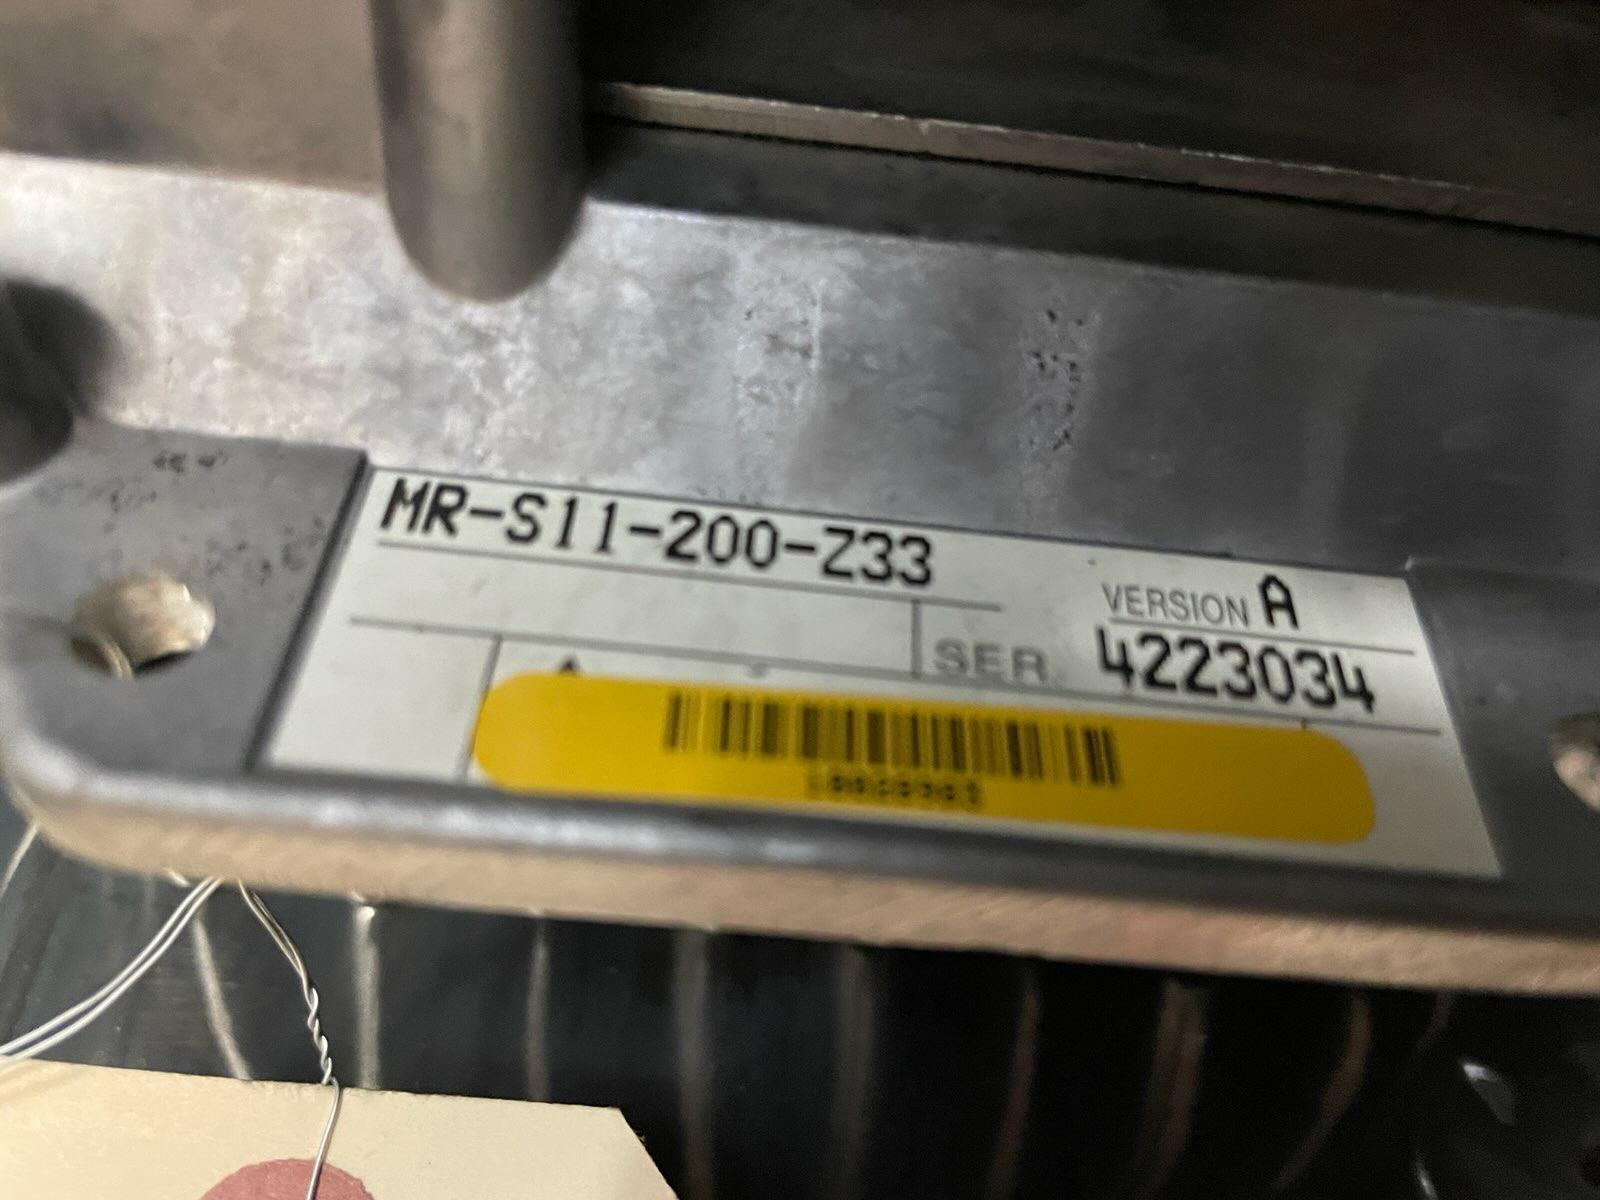 MR-S11-200-Z33
VERSION A
SER. 4223034